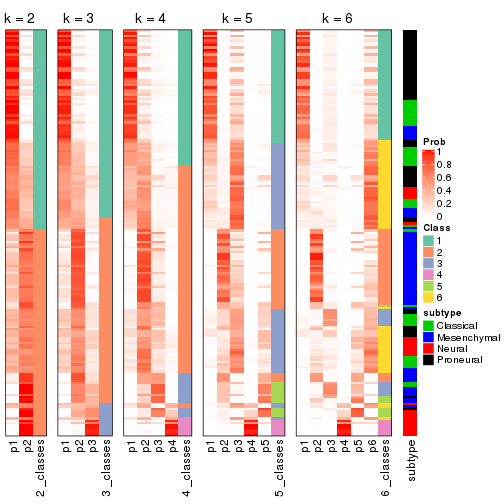 k = 2
k = 3
k = 4
k = 5
k = 6
Prob
1
0.8
0.6
0.4
0.2
0
Class
1
2
3
4
5
6
subtype
Classical
Mesenchymal
Neural
Proneural
p1
p2
2_classes
p1
p2
p3
3_classes
p1
p2
p3
p4
4_classes
p1
p2
p3
p4
p5
5_classes
p1
p2
p3
p4
p5
p6
6_classes
subtype